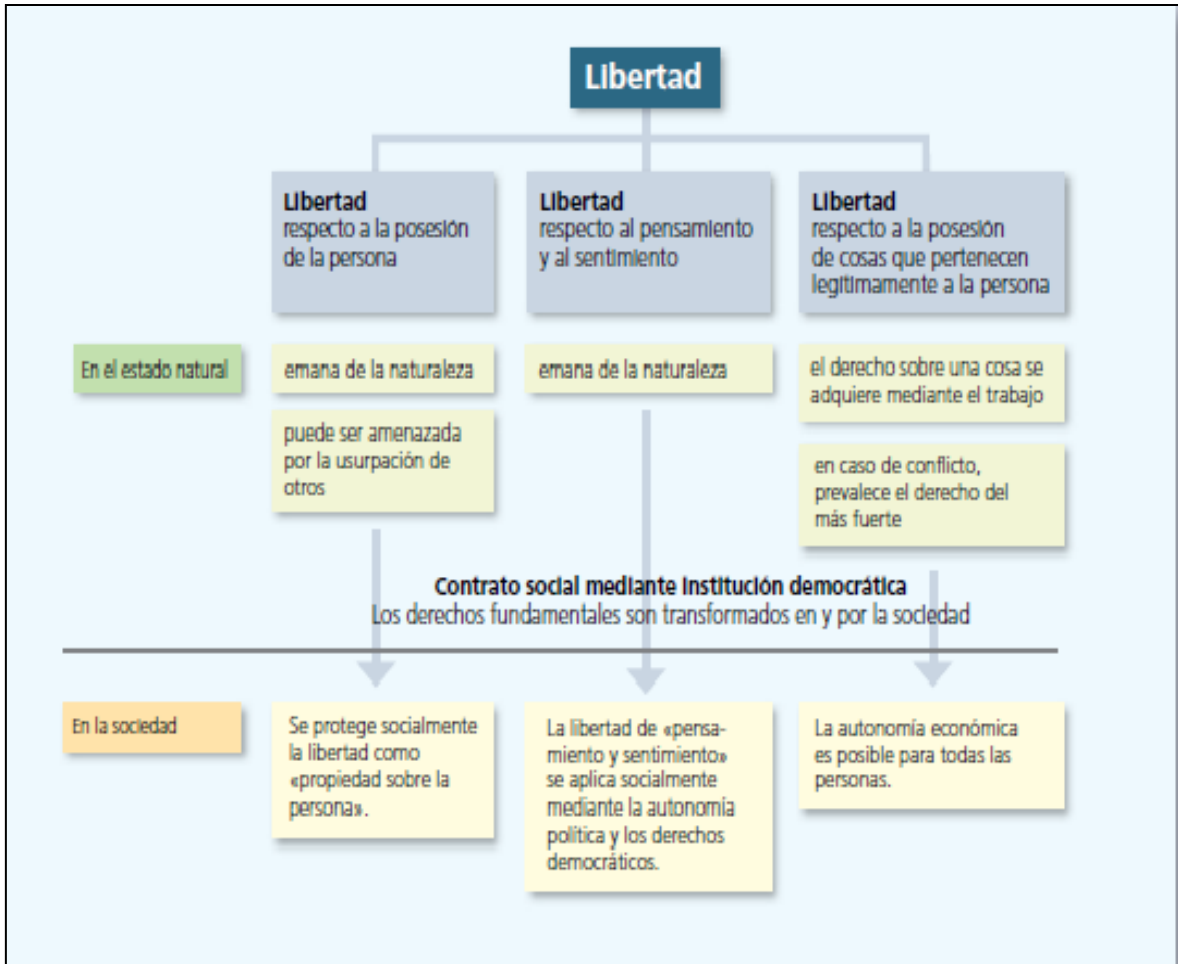 Libertad
Libertad
respecto a la posesión
de la persona
Libertad
respecto al pensamiento
y al sentimiento
Libertad
respecto a la posesión
de cosas que pertenecen
legítimamente a la persona
En el estado natural
emana de la naturaleza
puede ser amenazada
por la usurpación de
otros
emana de la naturaleza
el derecho sobre una cosa se
adquiere mediante el trabajo
en caso de conflicto,
prevalece el derecho del
más fuerte
Contrato social mediante institución democrática
Los derechos fundamentales son transformados en y por la sociedad
En la sociedad
Se protege socialmente
la libertad como
«propiedad sobre la
persona».
La libertad de «pensa-
miento y sentimiento»
se aplica socialmente
mediante la autonomía
política y los derechos
democráticos.
La autonomía económica
es posible para todas las
personas.